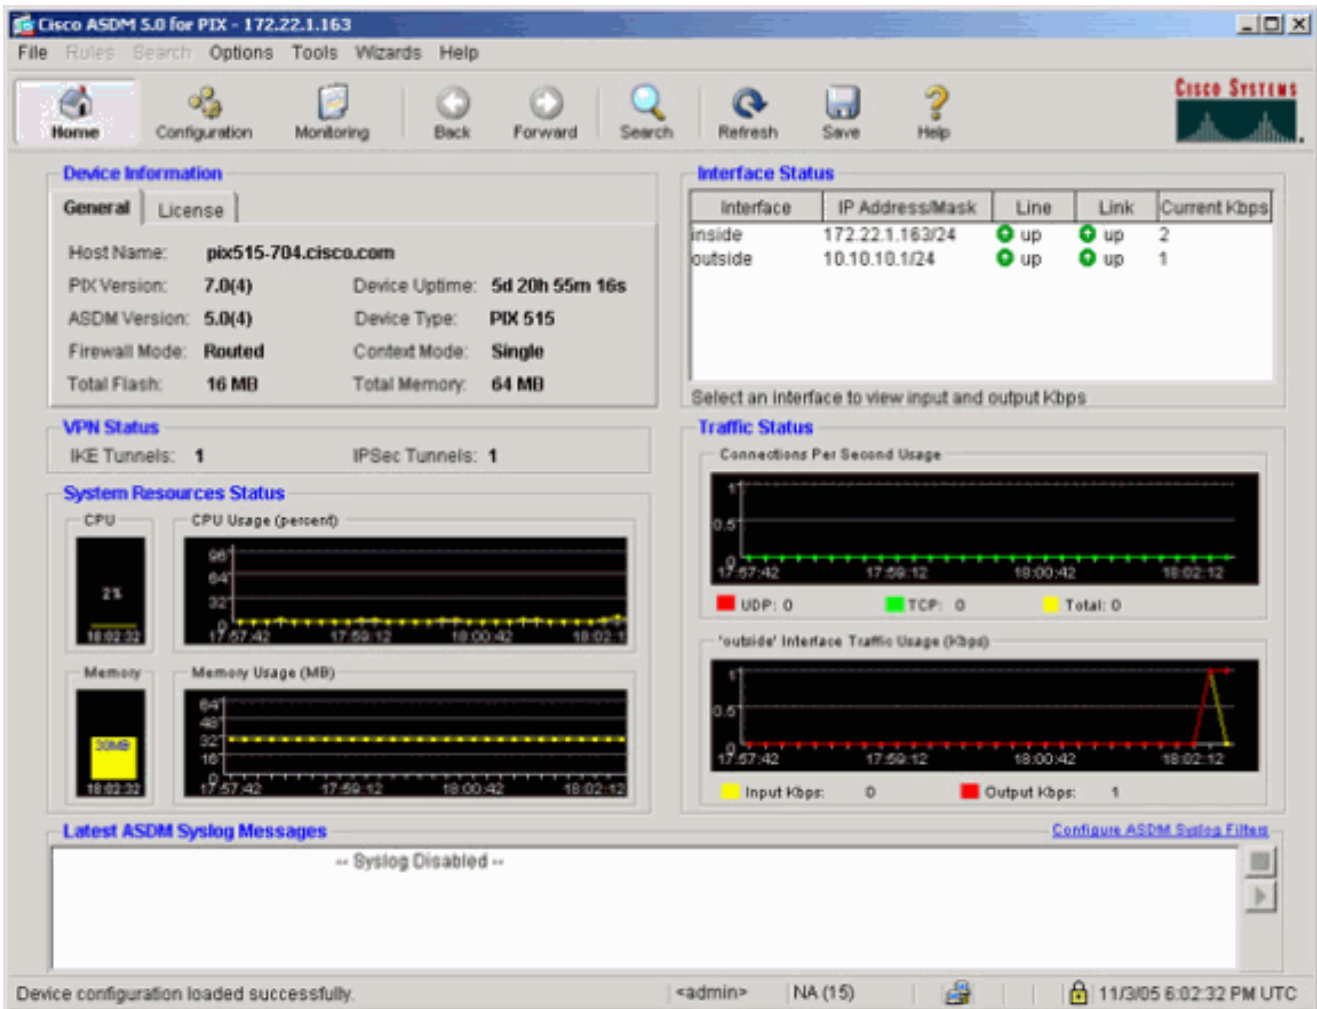 Cisco ASDM 5.0 for PIX - 172.22.1.163
File Rules Search Options Tools Wizards Help
Home Configuration Monitoring Back Forward Search Refresh Save Help
CISCO SYSTEMS
Device Information
General License
Host Name: pix515-704.cisco.com
PIX Version: 7.0(4) Device Uptime: 5d 20h 55m 16s
ASDM Version: 5.0(4) Device Type: PIX 515
Firewall Mode: Routed Context Mode: Single
Total Flash: 16 MB Total Memory: 64 MB
Interface Status
Interface IP Address/Mask Line Link Current Kbps
inside 172.22.1.163/24 up up 2
outside 10.10.10.1/24 up up 1
Select an interface to view input and output Kbps
VPN Status
IKE Tunnels: 1 IPSec Tunnels: 1
System Resources Status
CPU
2%
18:02:32
CPU Usage (percent)
96
64
32
0
17:57:42 17:59:12 18:00:42 18:02:1
Memory
30MB
18:02:32
Memory Usage (MB)
64
48
32
16
0
17:57:42 17:59:12 18:00:42 18:02:12
Traffic Status
Connections Per Second Usage
1
0.5
0
17:57:42 17:59:12 18:00:42 18:02:12
UDP: 0 TCP: 0 Total: 0
'outside' Interface Traffic Usage (Kbps)
1
0.5
0
17:57:42 17:59:12 18:00:42 18:02:12
Input Kbps: 0 Output Kbps: 1
Latest ASDM Syslog Messages
Configure ASDM Syslog Filters
-- Syslog Disabled --
Device configuration loaded successfully. <admin> NA (15) 11/3/05 6:02:32 PM UTC